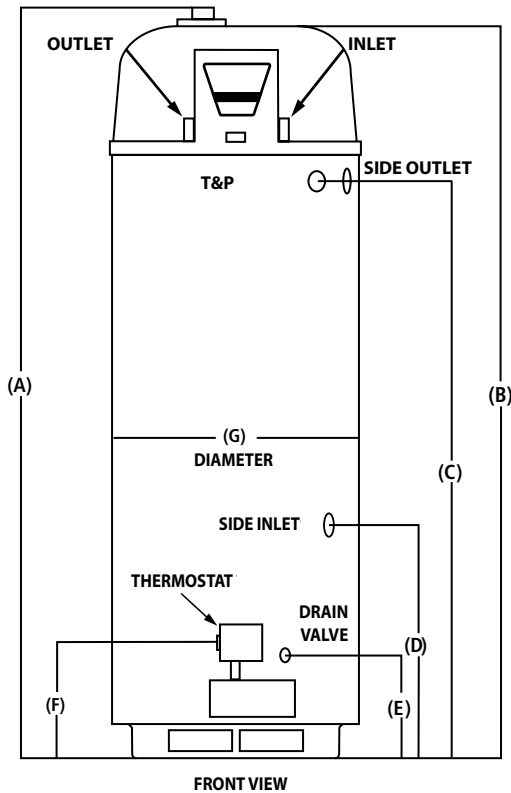 OUTLET
INLET
T&P
SIDE OUTLET
(A)
(B)
(C)
(G)
DIAMETER
SIDE INLET
THERMOSTAT
DRAIN
VALVE
(D)
(F)
(E)
FRONT VIEW